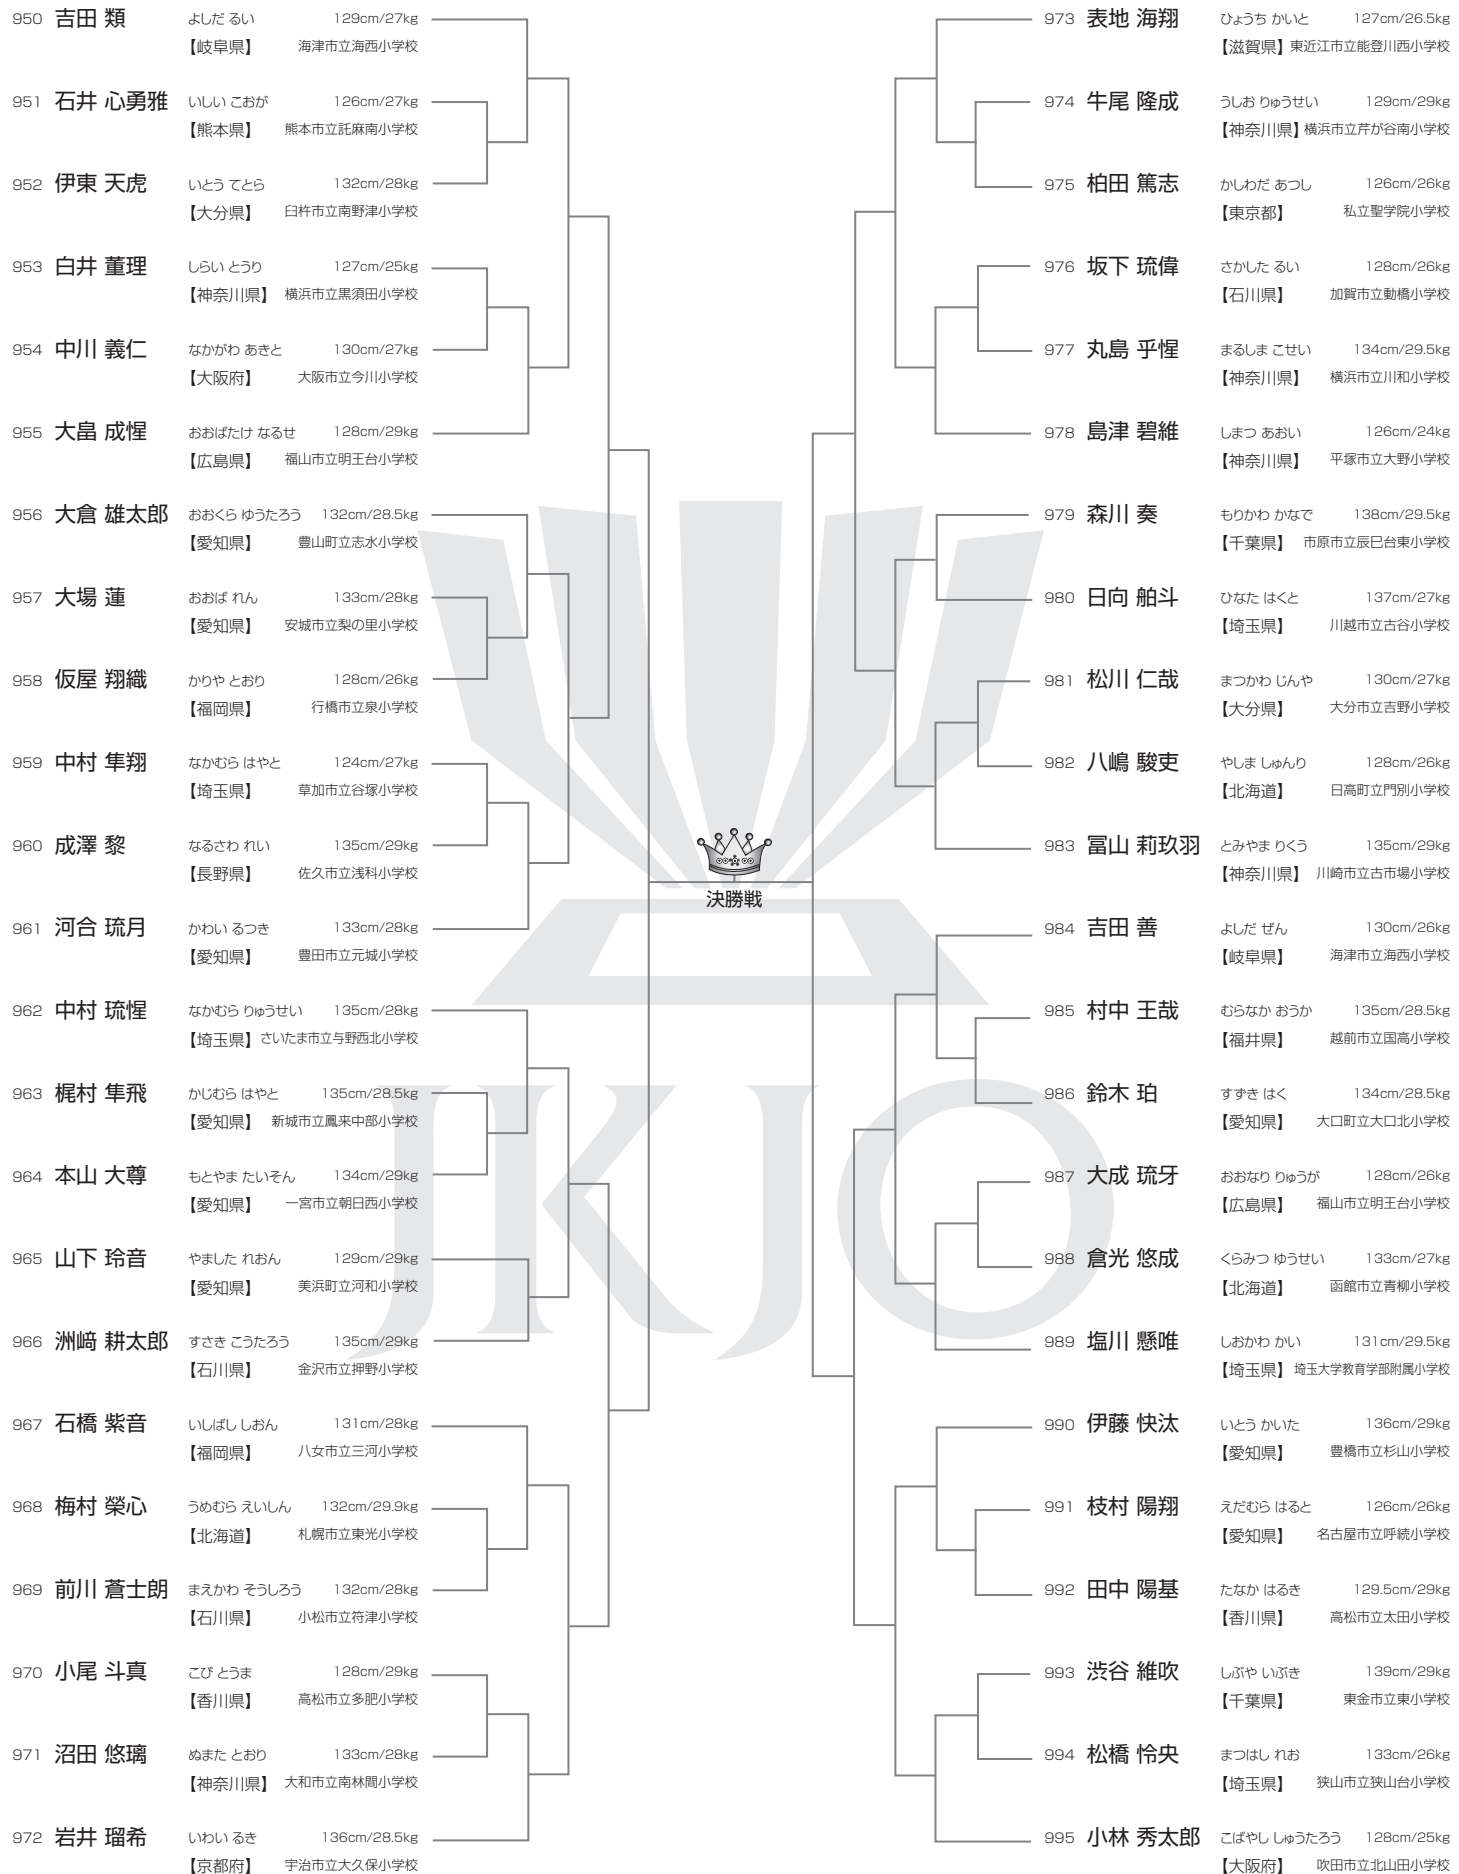 950 吉田 類 よしだ るい 129cm/27kg
【岐阜県】 海津市立海西小学校
951 石井 心勇雅 いしい こおが 126cm/27kg
【熊本県】 熊本市立託麻南小学校
952 伊東 天虎 いとう てとら 132cm/28kg
【大分県】 臼杵市立南野津小学校
953 白井 董理 しらい とうり 127cm/25kg
【神奈川県】 横浜市立黒須田小学校
954 中川 義仁 なかがわ あきと 130cm/27kg
【大阪府】 大阪市立今川小学校
955 大畠 成惺 おおばたけ なるせ 128cm/29kg
【広島県】 福山市立明王台小学校
956 大倉 雄太郎 おおくら ゆうたろう 132cm/28.5kg
【愛知県】 豊山町立志水小学校
957 大場 蓮 おおば れん 133cm/28kg
【愛知県】 安城市立梨の里小学校
958 仮屋 翔織 かりや とおり 128cm/26kg
【福岡県】 行橋市立泉小学校
959 中村 隼翔 なかむら はやと 124cm/27kg
【埼玉県】 草加市立谷塚小学校
960 成澤 黎 なるさわ れい 135cm/29kg
【長野県】 佐久市立浅科小学校
961 河合 琉月 かわい るつき 133cm/28kg
【愛知県】 豊田市立元城小学校
962 中村 琉惺 なかむら りゅうせい 135cm/28kg
【埼玉県】 さいたま市立与野西北小学校
963 梶村 隼飛 かじむら はやと 135cm/28.5kg
【愛知県】 新城市立鳳来中部小学校
964 本山 大尊 もとやま たいそん 134cm/29kg
【愛知県】 一宮市立朝日西小学校
965 山下 玲音 やました れおん 129cm/29kg
【愛知県】 美浜町立河和小学校
966 洲﨑 耕太郎 すさき こうたろう 135cm/29kg
【石川県】 金沢市立押野小学校
967 石橋 紫音 いしばし しおん 131cm/28kg
【福岡県】 八女市立三河小学校
968 梅村 榮心 うめむら えいしん 132cm/29.9kg
【北海道】 札幌市立東光小学校
969 前川 蒼士朗 まえかわ そうしろう 132cm/28kg
【石川県】 小松市立符津小学校
970 小尾 斗真 こび とうま 128cm/29kg
【香川県】 高松市立多肥小学校
971 沼田 悠璃 ぬまた とおり 133cm/28kg
【神奈川県】 大和市立南林間小学校
972 岩井 瑠希 いわい るき 136cm/28.5kg
【京都府】 宇治市立大久保小学校
決勝戦
JKJO
973 表地 海翔 ひょうち かいと 127cm/26.5kg
【滋賀県】 東近江市立能登川西小学校
974 牛尾 隆成 うしお りゅうせい 129cm/29kg
【神奈川県】 横浜市立芹が谷南小学校
975 柏田 篤志 かしわだ あつし 126cm/26kg
【東京都】 私立聖学院小学校
976 坂下 琉偉 さかした るい 128cm/26kg
【石川県】 加賀市立動橋小学校
977 丸島 乎惺 まるしま こせい 134cm/29.5kg
【神奈川県】 横浜市立川和小学校
978 島津 碧維 しまつ あおい 126cm/24kg
【神奈川県】 平塚市立大野小学校
979 森川 奏 もりかわ かなで 138cm/29.5kg
【千葉県】 市原市立辰巳台東小学校
980 日向 舶斗 ひなた はくと 137cm/27kg
【埼玉県】 川越市立古谷小学校
981 松川 仁哉 まつかわ じんや 130cm/27kg
【大分県】 大分市立吉野小学校
982 八嶋 駿吏 やしま しゅんり 128cm/26kg
【北海道】 日高町立門別小学校
983 冨山 莉玖羽 とみやま りくう 135cm/29kg
【神奈川県】 川崎市立古市場小学校
984 吉田 善 よしだ ぜん 130cm/26kg
【岐阜県】 海津市立海西小学校
985 村中 王哉 むらなか おうか 135cm/28.5kg
【福井県】 越前市立国高小学校
986 鈴木 珀 すずき はく 134cm/28.5kg
【愛知県】 大口町立大口北小学校
987 大成 琉牙 おおなり りゅうが 128cm/26kg
【広島県】 福山市立明王台小学校
988 倉光 悠成 くらみつ ゆうせい 133cm/27kg
【北海道】 函館市立青柳小学校
989 塩川 懸唯 しおかわ かい 131cm/29.5kg
【埼玉県】 埼玉大学教育学部附属小学校
990 伊藤 快汰 いとう かいた 136cm/29kg
【愛知県】 豊橋市立杉山小学校
991 枝村 陽翔 えだむら はると 126cm/26kg
【愛知県】 名古屋市立呼続小学校
992 田中 陽基 たなか はるき 129.5cm/29kg
【香川県】 高松市立太田小学校
993 渋谷 維吹 しぶや いぶき 139cm/29kg
【千葉県】 東金市立東小学校
994 松橋 怜央 まつはし れお 133cm/26kg
【埼玉県】 狭山市立狭山台小学校
995 小林 秀太郎 こばやし しゅうたろう 128cm/25kg
【大阪府】 吹田市立北山田小学校